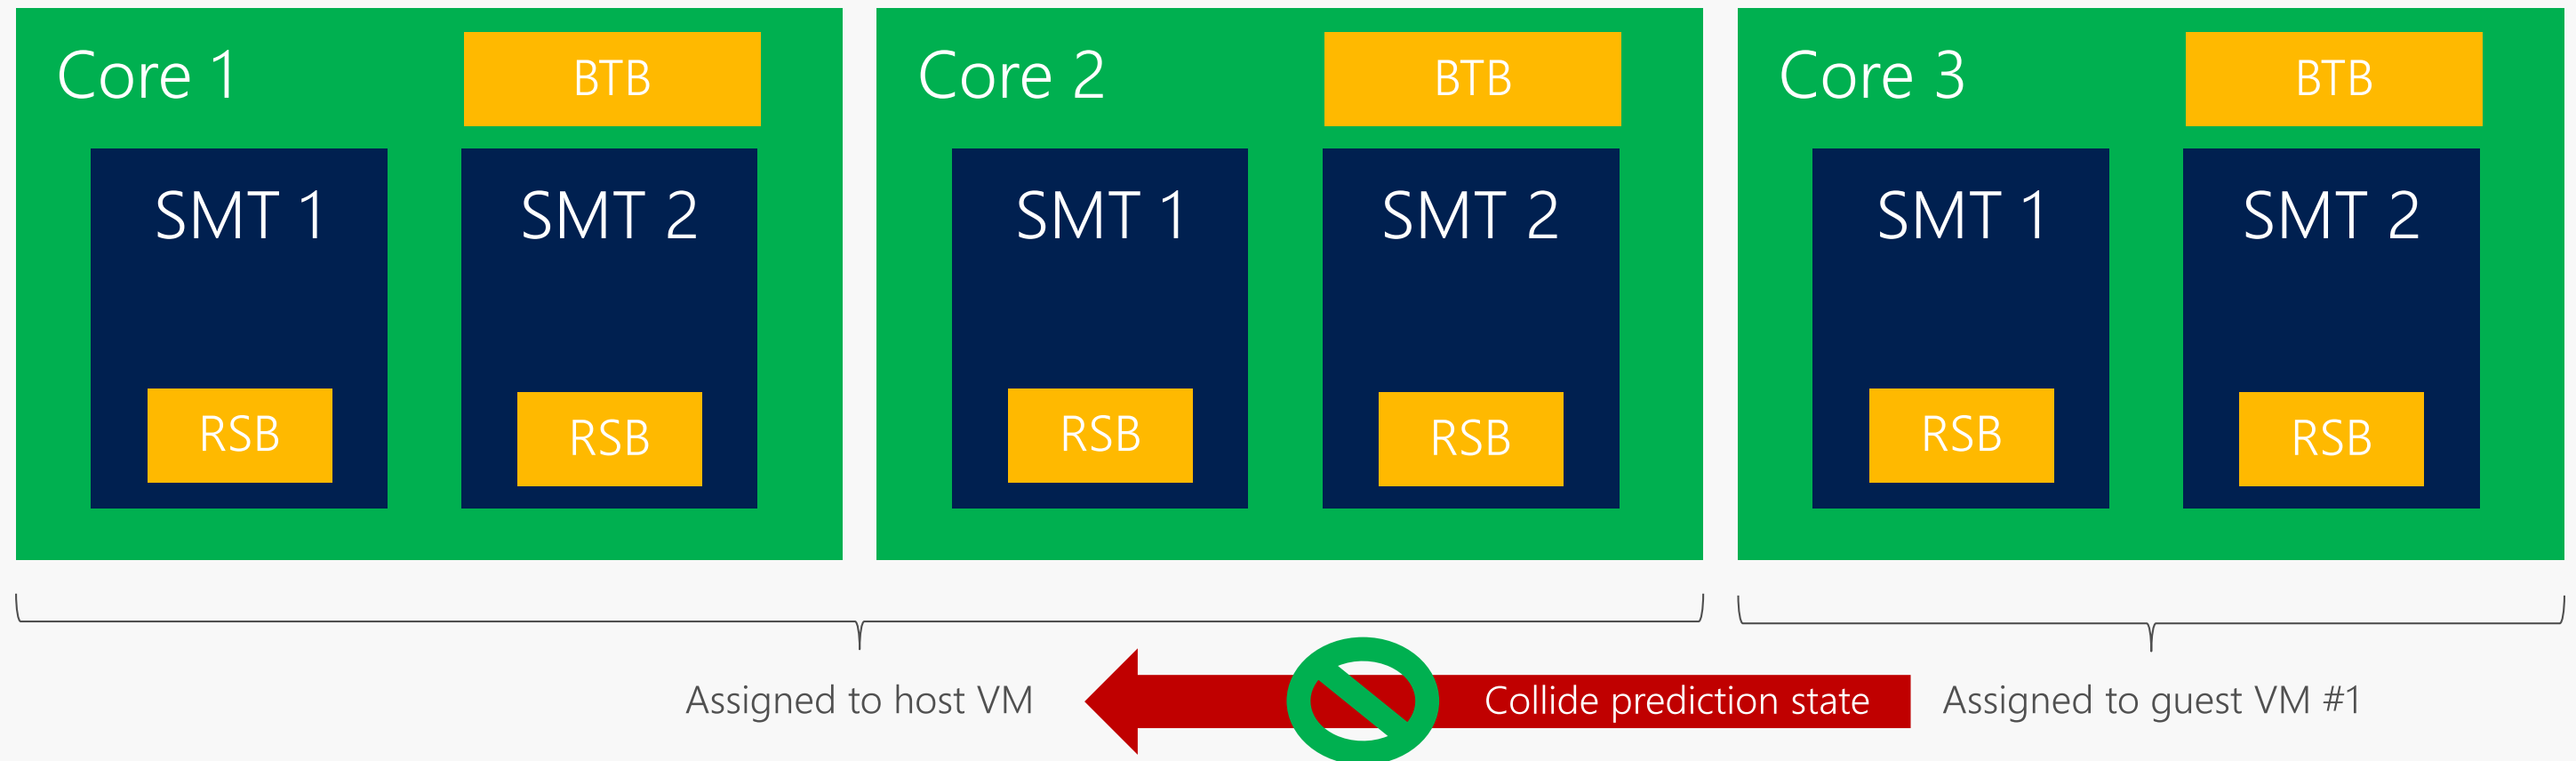 Core 1
BTB
SMT 1
SMT 2
RSB
RSB
Core 2
BTB
SMT 1
SMT 2
RSB
RSB
Core 3
BTB
SMT 1
SMT 2
RSB
RSB
Assigned to host VM
Collide prediction state
Assigned to guest VM #1